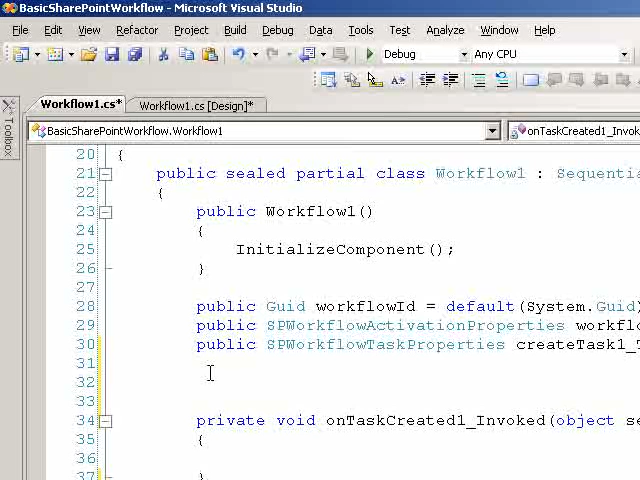 BasicSharePointWorkflow - Microsoft Visual Studio
File Edit View Refactor Project Build Debug Data Tools Test Analyze Window Help
Debug Any CPU
Toolbox
Workflow1.cs* Workflow1.cs [Design]*
BasicSharePointWorkflow.Workflow1 onTaskCreated1_Invok
20 {
21 public sealed partial class Workflow1 : Sequentia
22 {
23 public Workflow1()
24 {
25 InitializeComponent();
26 }
27
28 public Guid workflowId = default(System.Guid)
29 public SPWorkflowActivationProperties workflo
30 public SPWorkflowTaskProperties createTask1_T
31
32
33
34 private void onTaskCreated1_Invoked(object se
35 {
36
37 }